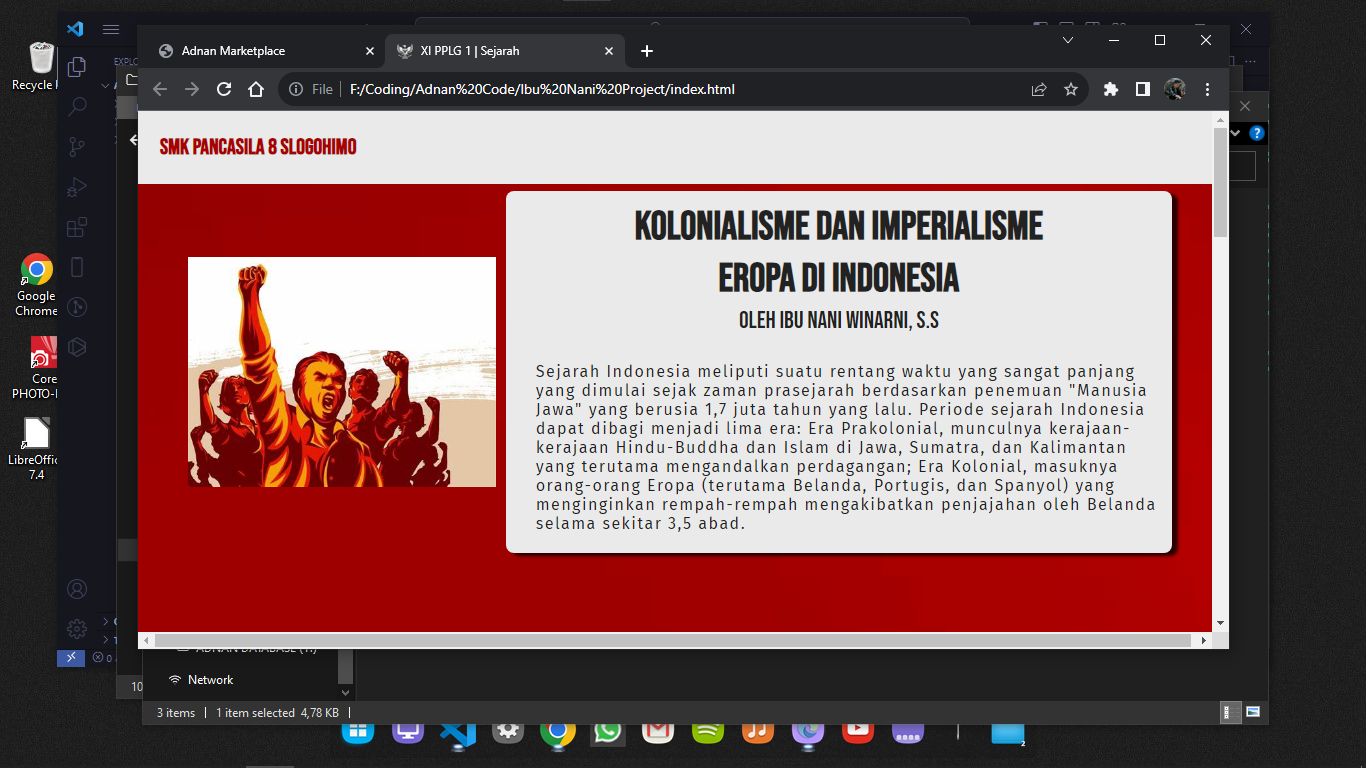 Adnan Marketplace
XI PPLG 1 | Sejarah
File
F:/Coding/Adnan%20Code/Ibu%20Nani%20Project/index.html
SMK PANCASILA 8 SLOGOHIMO
KOLONIALISME DAN IMPERIALISME
EROPA DI INDONESIA
OLEH IBU NANI WINARNI, S.S
Sejarah Indonesia meliputi suatu rentang waktu yang sangat panjang
yang dimulai sejak zaman prasejarah berdasarkan penemuan "Manusia
Jawa" yang berusia 1,7 juta tahun yang lalu. Periode sejarah Indonesia
dapat dibagi menjadi lima era: Era Prakolonial, munculnya kerajaan-
kerajaan Hindu-Buddha dan Islam di Jawa, Sumatra, dan Kalimantan
yang terutama mengandalkan perdagangan; Era Kolonial, masuknya
orang-orang Eropa (terutama Belanda, Portugis, dan Spanyol) yang
menginginkan rempah-rempah mengakibatkan penjajahan oleh Belanda
selama sekitar 3,5 abad.
Recycle
Google
Chrome
Core
PHOTO-
LibreOffic
7.4
EXPLO
Network
3 items
1 item selected 4,78 KB
10
0
2